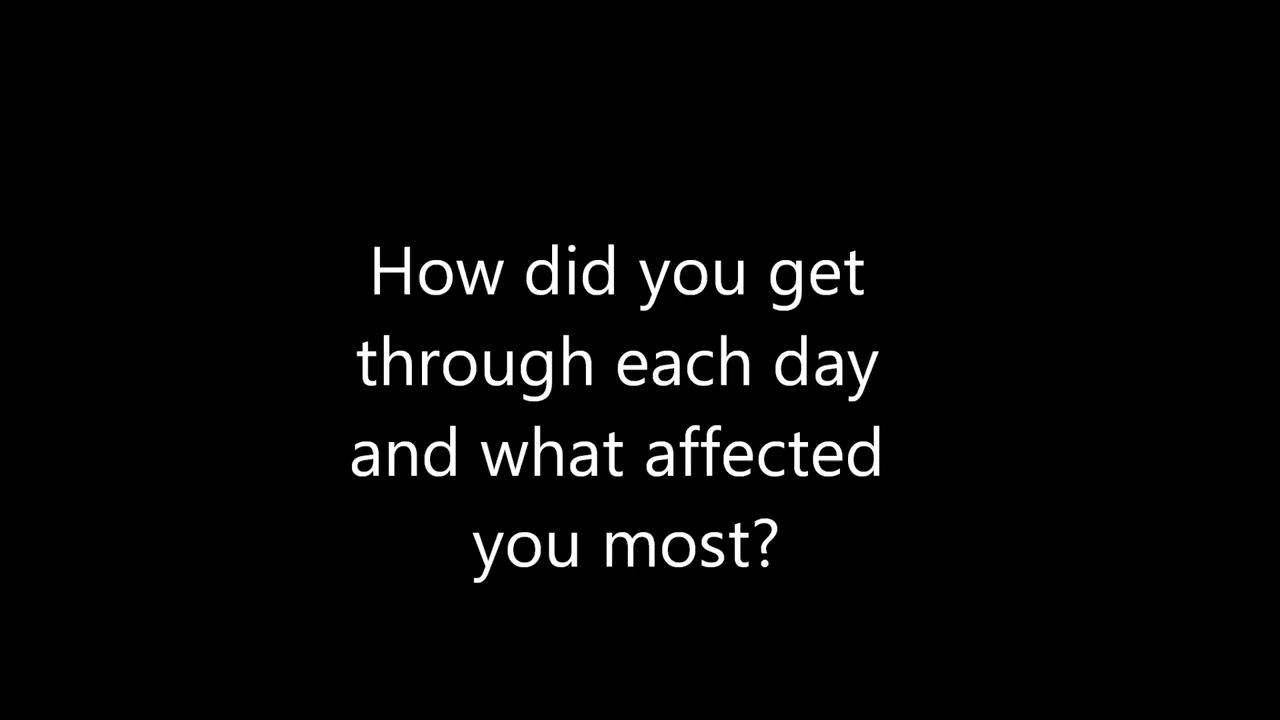 How did you get
through each day
and what affected
you most?